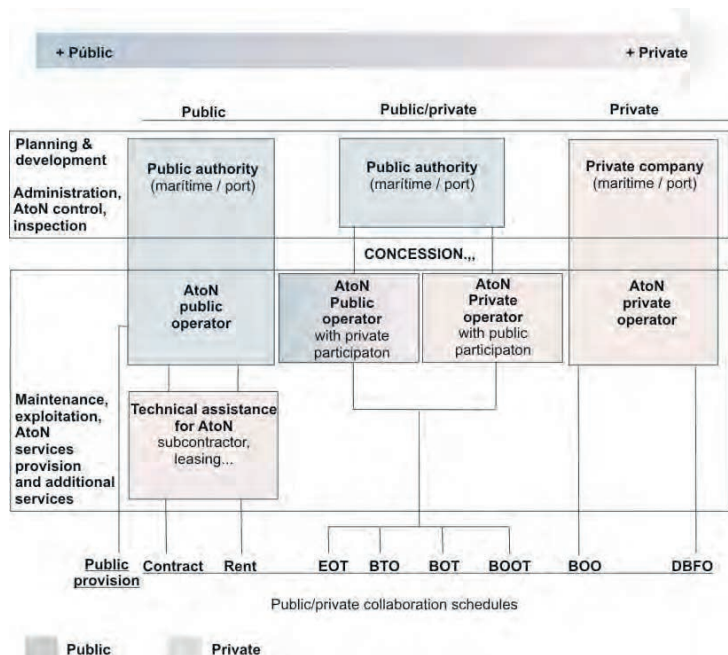 + Públic
+ Private
Public
Public/private
Private
Planning &
development
Administration,
AtoN control,
inspection
Public authority
(marítime / port)
Public authority
(marítime / port)
Private company
(marítime / port)
CONCESSION.,,
AtoN
public
operator
AtoN
Public
operator
with private
participaton
AtoN
Private
operator
with public
participaton
AtoN
private
operator
Maintenance,
exploitation,
AtoN
services
provision
and additional
services
Technical assistance
for AtoN
subcontractor,
leasing...
Public
provision
Contract
Rent
EOT
BTO
BOT
BOOT
BOO
DBFO
Public/private collaboration schedules
Public
Private